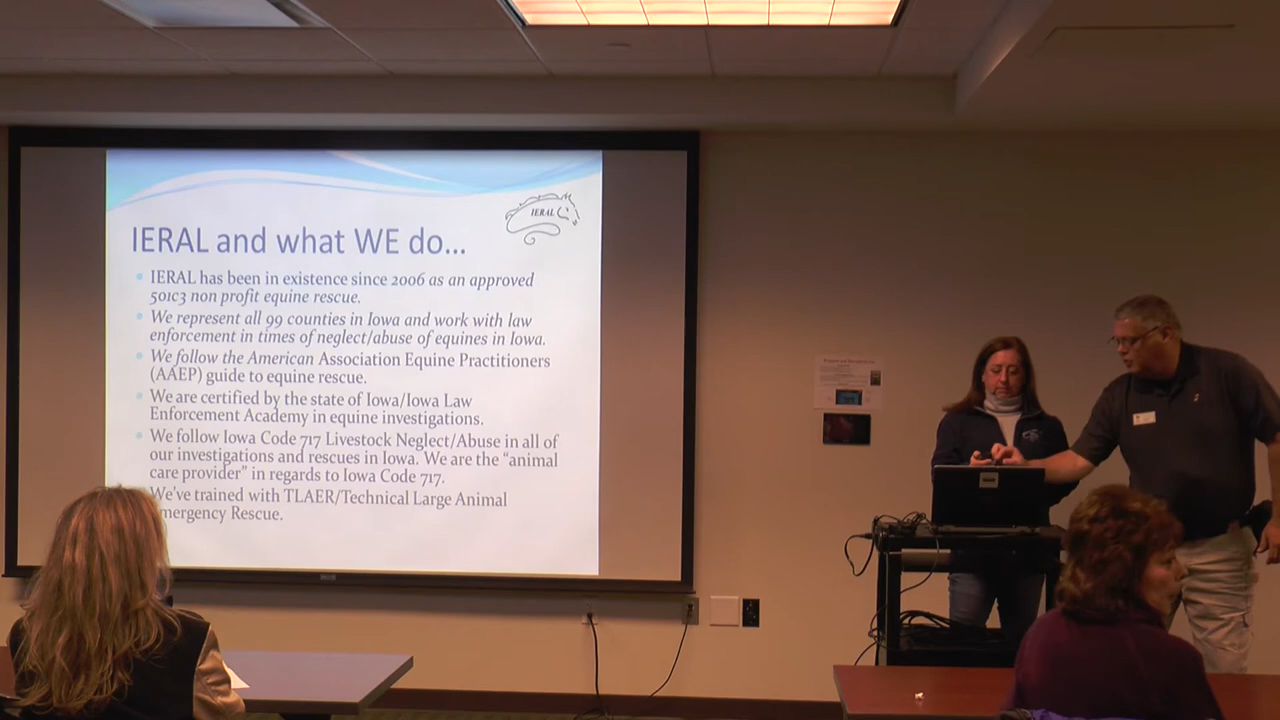 IERAL
IERAL and what WE do...
IERAL has been in existence since 2006 as an approved
501c3 non profit equine rescue.
We represent all 99 counties in Iowa and work with law
enforcement in times of neglect/abuse of equines in Iowa.
We follow the American Association Equine Practitioners
(AAEP) guide to equine rescue.
We are certified by the state of Iowa/Iowa Law
Enforcement Academy in equine investigations.
We follow Iowa Code 717 Livestock Neglect/Abuse in all of
our investigations and rescues in Iowa. We are the “animal
care provider” in regards to Iowa Code 717.
We've trained with TLAER/Technical Large Animal
mergency Rescue.